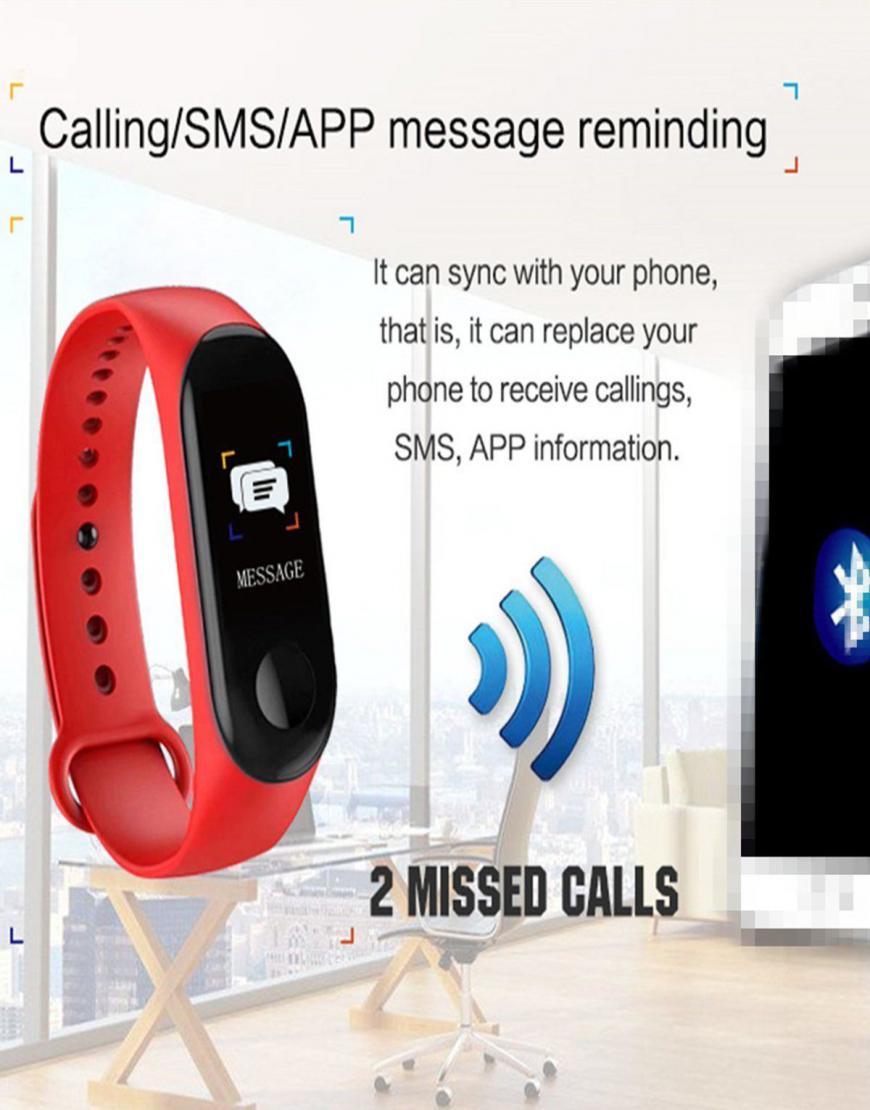 Calling/SMS/APP message reminding
It can sync with your phone,
that is, it can replace your
phone to receive callings,
SMS, APP information.
MESSAGE
2 MISSED CALLS